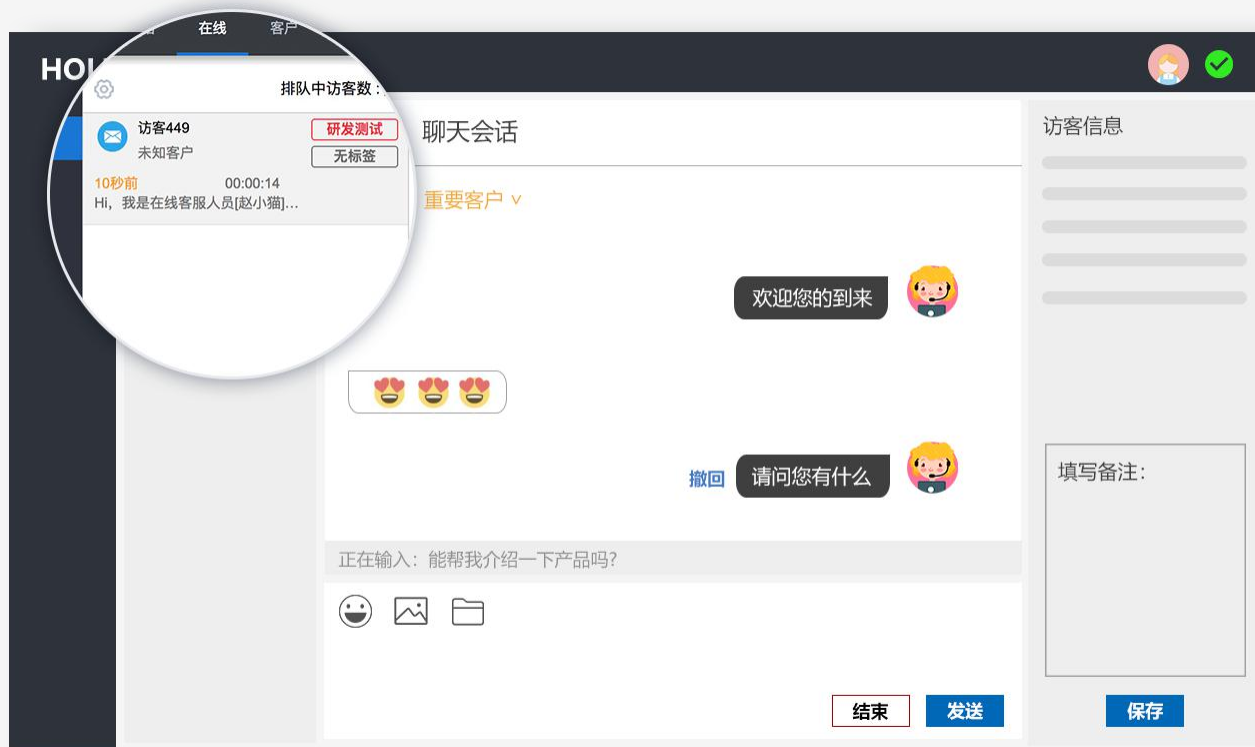 在线
客户
HOL
排队中访客数:
访客449
研发测试
未知客户
无标签
10秒前
00:00:14
Hi，我是在线客服人员[赵小猫]...
聊天会话
重要客户
欢迎您的到来
撤回
请问您有什么
正在输入：能帮我介绍一下产品吗?
结束
发送
访客信息
填写备注：
保存